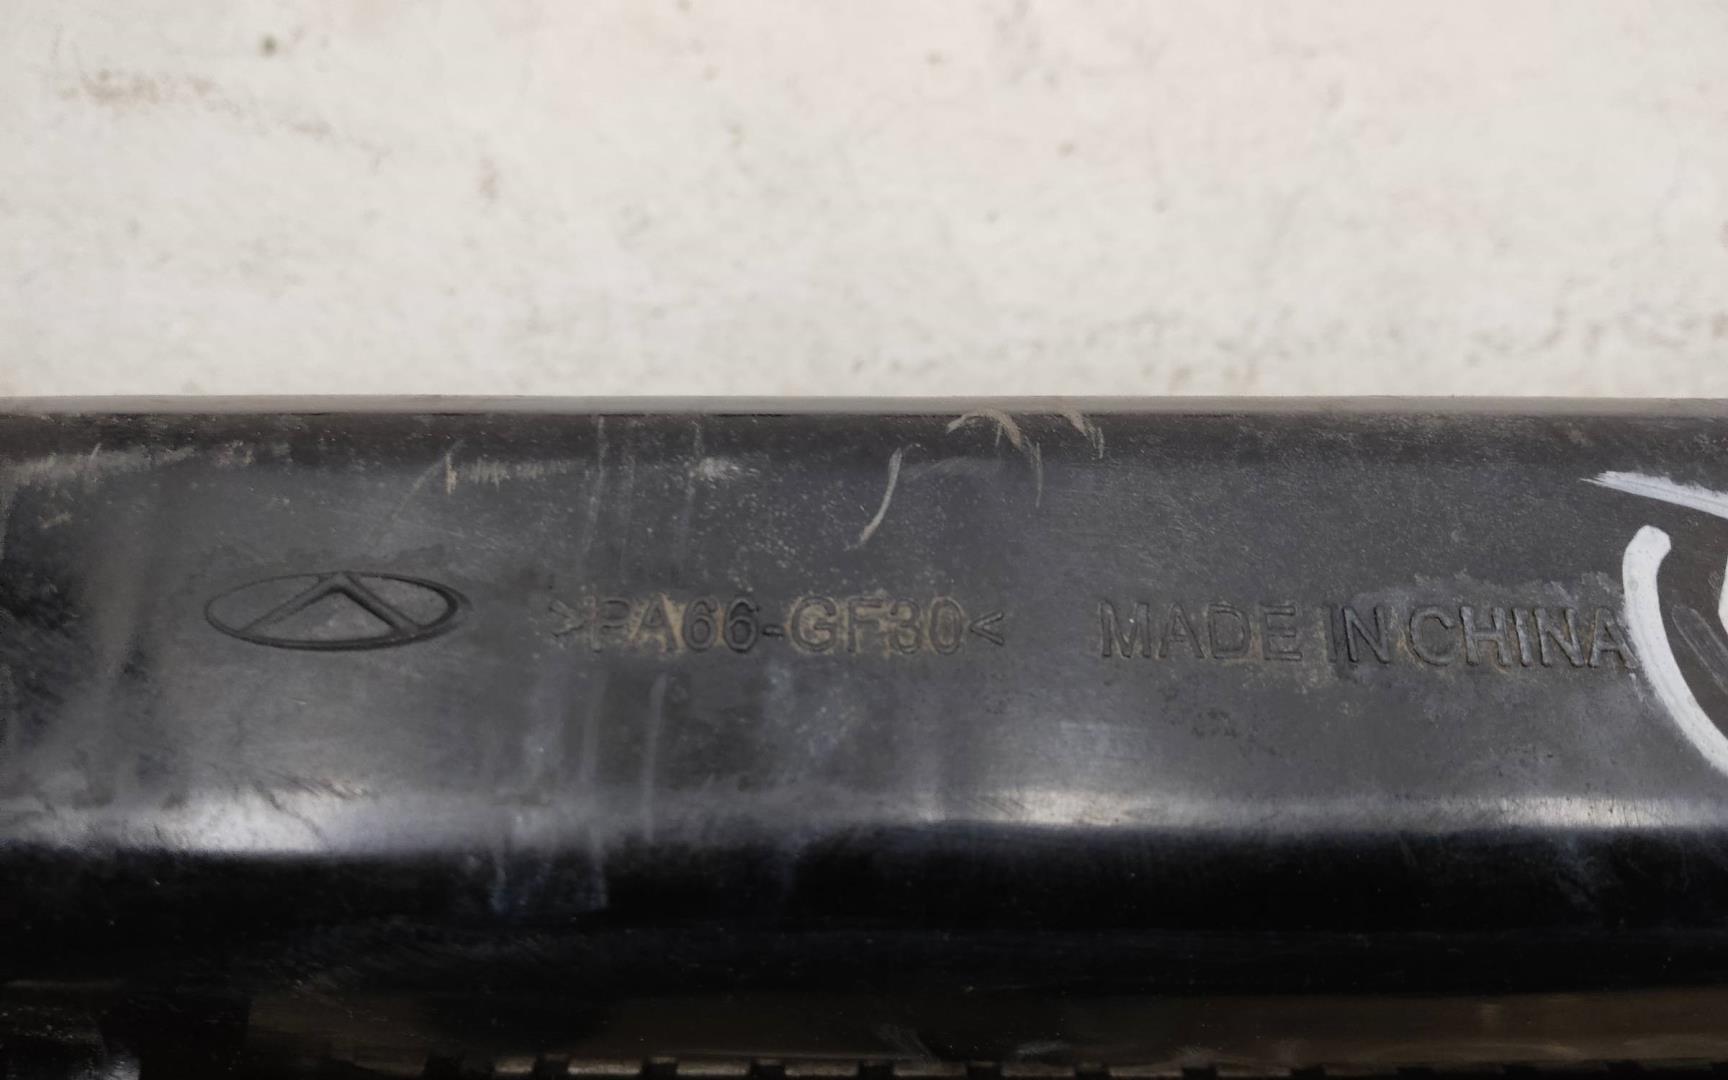 >PA66-GF30< MADE IN CHINA